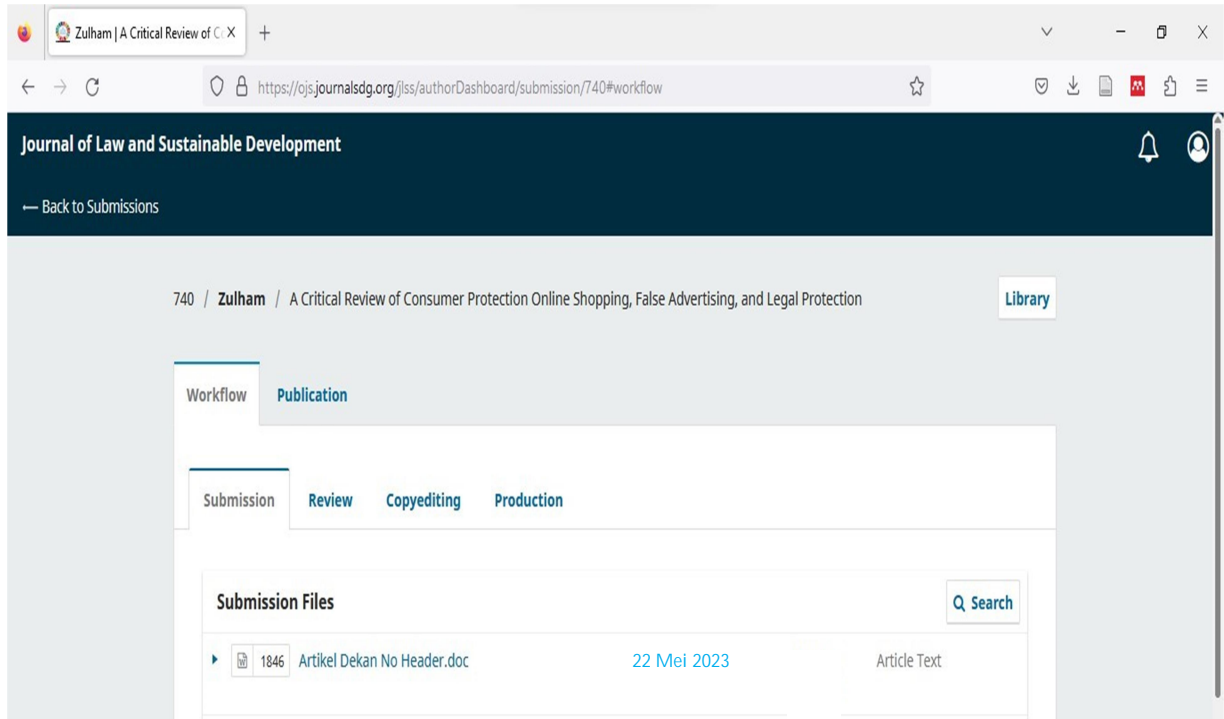 Zulham | A Critical Review of Co
https://ojs.journalsdg.org/jlss/authorDashboard/submission/740#workflow
Journal of Law and Sustainable Development
← Back to Submissions
740 / Zulham / A Critical Review of Consumer Protection Online Shopping, False Advertising, and Legal Protection
Library
Workflow Publication
Submission Review Copyediting Production
Submission Files
Search
1846 Artikel Dekan No Header.doc 22 Mei 2023 Article Text